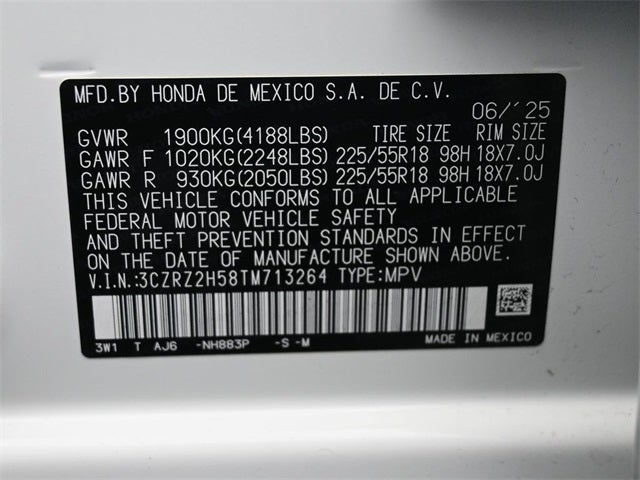 MFD.BY HONDA DE MEXICO S.A. DE C.V.
06/'25
GVWR 1900KG(4188LBS) TIRE SIZE RIM SIZE
GAWR F 1020KG(2248LBS) 225/55R18 98H 18X7.0J
GAWR R 930KG(2050LBS) 225/55R18 98H 18X7.0J
THIS VEHICLE CONFORMS TO ALL APPLICABLE
FEDERAL MOTOR VEHICLE SAFETY
AND THEFT PREVENTION STANDARDS IN EFFECT
ON THE DATE OF MANUFACTURE SHOWN ABOVE.
V.I.N.:3CZRZ2H58TM713264 TYPE:MPV
3W1 T AJ6 -NH883P -S -M MADE IN MEXICO